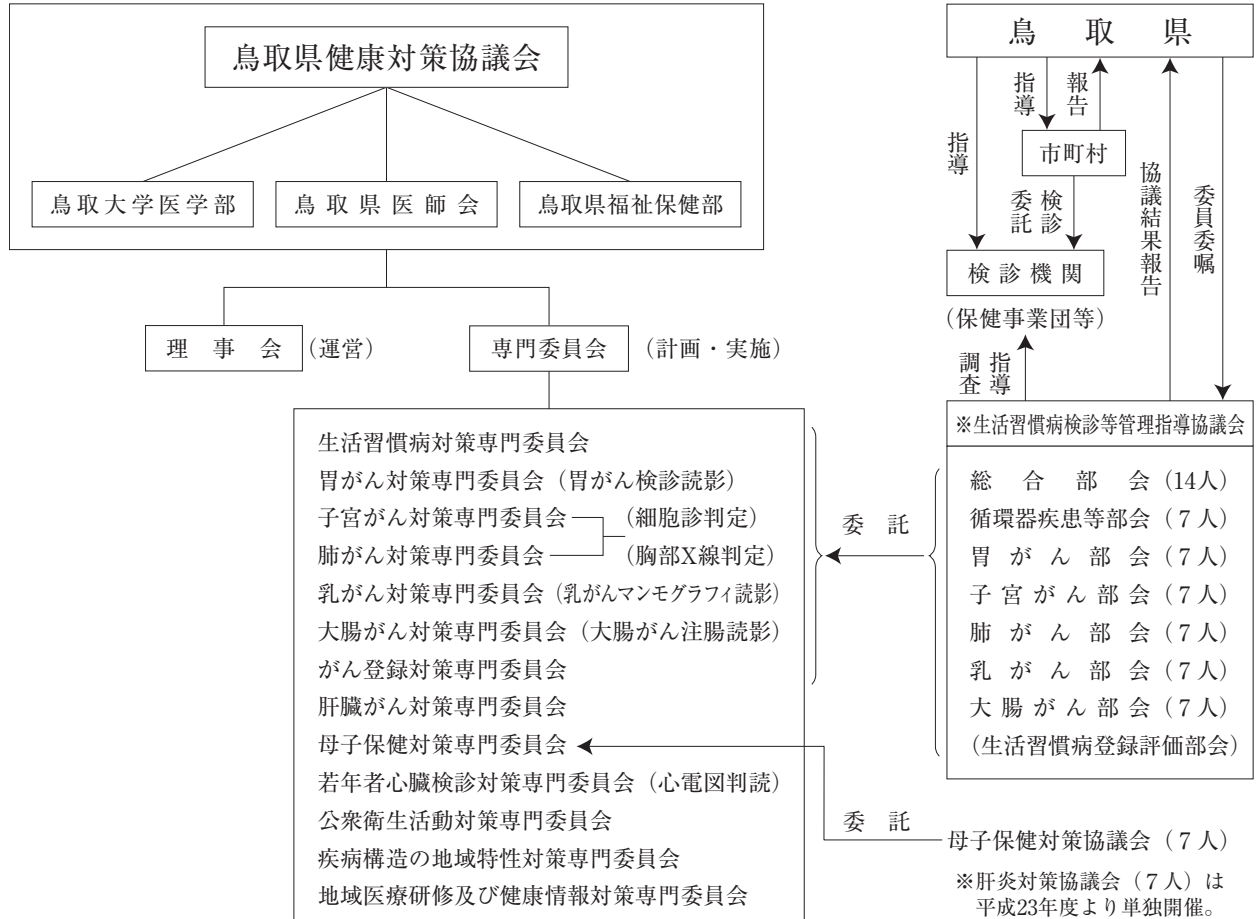 鳥取県健康対策協議会
鳥取大学医学部
鳥取県医師会
鳥取県福祉保健部
理事会
(運営)
専門委員会
(計画・実施)
生活習慣病対策専門委員会
胃がん対策専門委員会(胃がん検診読影)
子宮がん対策専門委員会
(細胞診判定)
肺がん対策専門委員会
(胸部X線判定)
乳がん対策専門委員会(乳がんマンモグラフィ読影)
大腸がん対策専門委員会(大腸がん注腸読影)
がん登録対策専門委員会
肝臓がん対策専門委員会
母子保健対策専門委員会
若年者心臓検診対策専門委員会(心電図判読)
公衆衛生活動対策専門委員会
疾病構造の地域特性対策専門委員会
地域医療研修及び健康情報対策専門委員会
委託
委託
鳥取県
指導
指導
報告
市町村
検診
委託
検診機関
(保健事業団等)
指導
調査
協議結果報告
委員委嘱
※生活習慣病検診等管理指導協議会
総合部会(14人)
循環器疾患等部会(7人)
胃がん部会(7人)
子宮がん部会(7人)
肺がん部会(7人)
乳がん部会(7人)
大腸がん部会(7人)
(生活習慣病登録評価部会)
母子保健対策協議会(7人)
※肝炎対策協議会(7人)は
平成23年度より単独開催。